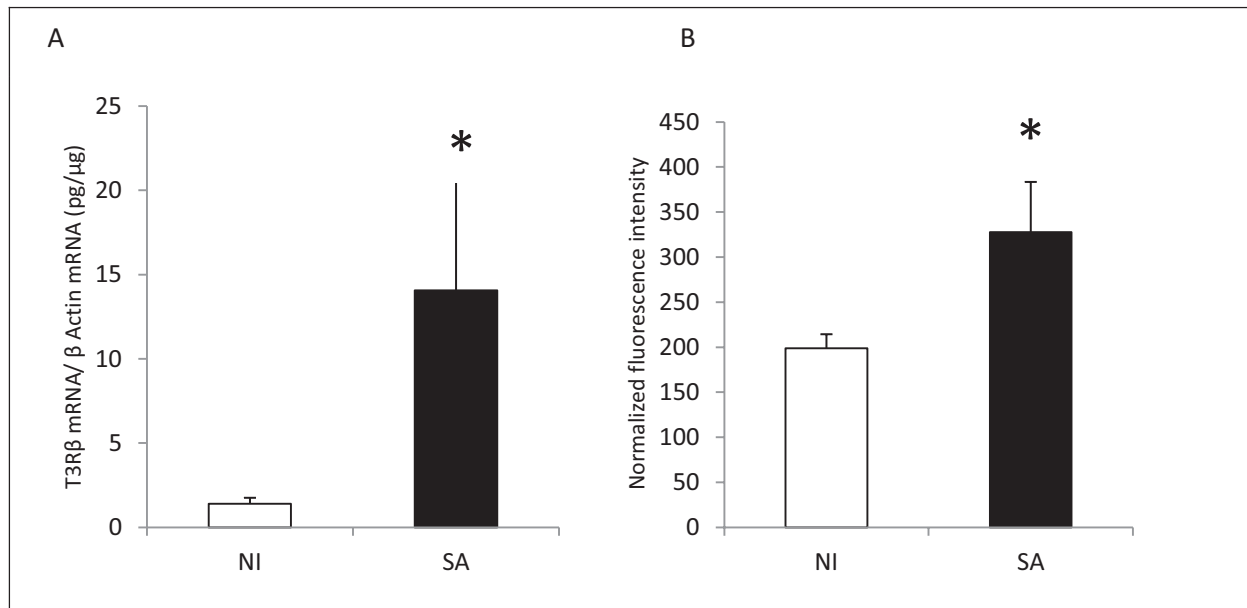 A
T3Rβ mRNA/ β Actin mRNA (pg/μg)
25
20
15
10
5
0
*
NI
SA
B
Normalized fluorescence intensity
450
400
350
300
250
200
150
100
50
0
*
NI
SA